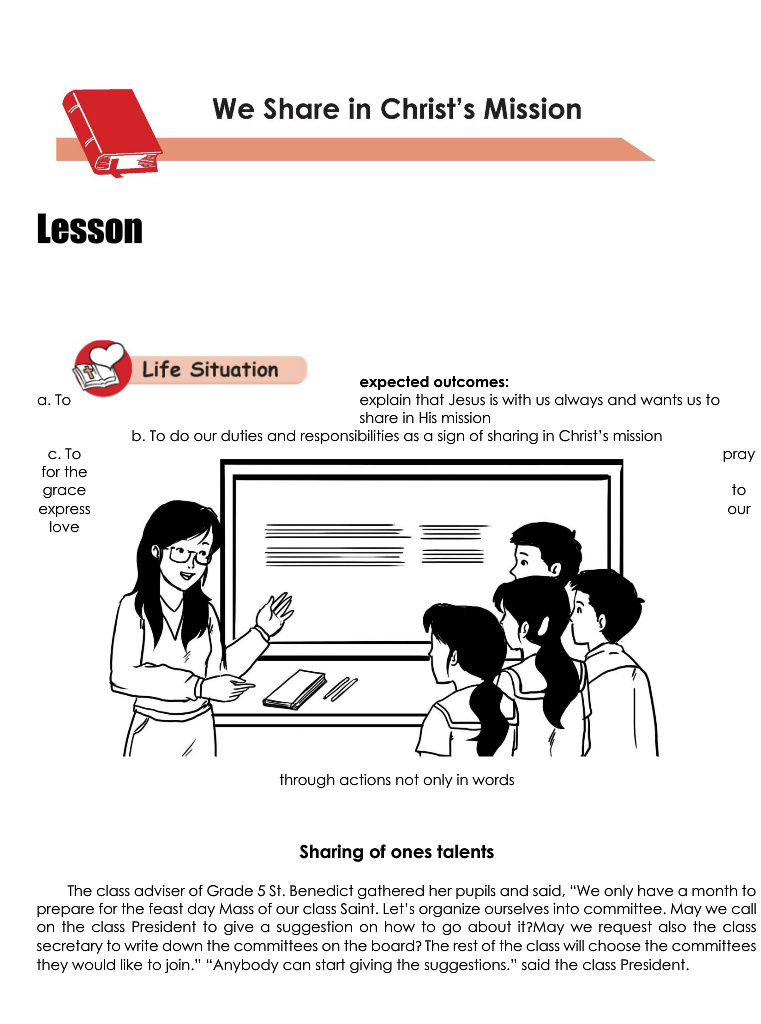 We Share in Christ's Mission
Lesson
Life Situation
expected outcomes:
a. To explain that Jesus is with us always and wants us to
share in His mission
b. To do our duties and responsibilities as a sign of sharing in Christ's mission
c. To pray
for the
grace to
express our
love
through actions not only in words
Sharing of ones talents
The class adviser of Grade 5 St. Benedict gathered her pupils and said, “We only have a month to
prepare for the feast day Mass of our class Saint. Let's organize ourselves into committee. May we call
on the class President to give a suggestion on how to go about it?May we request also the class
secretary to write down the committees on the board? The rest of the class will choose the committees
they would like to join.” “Anybody can start giving the suggestions.” said the class President.